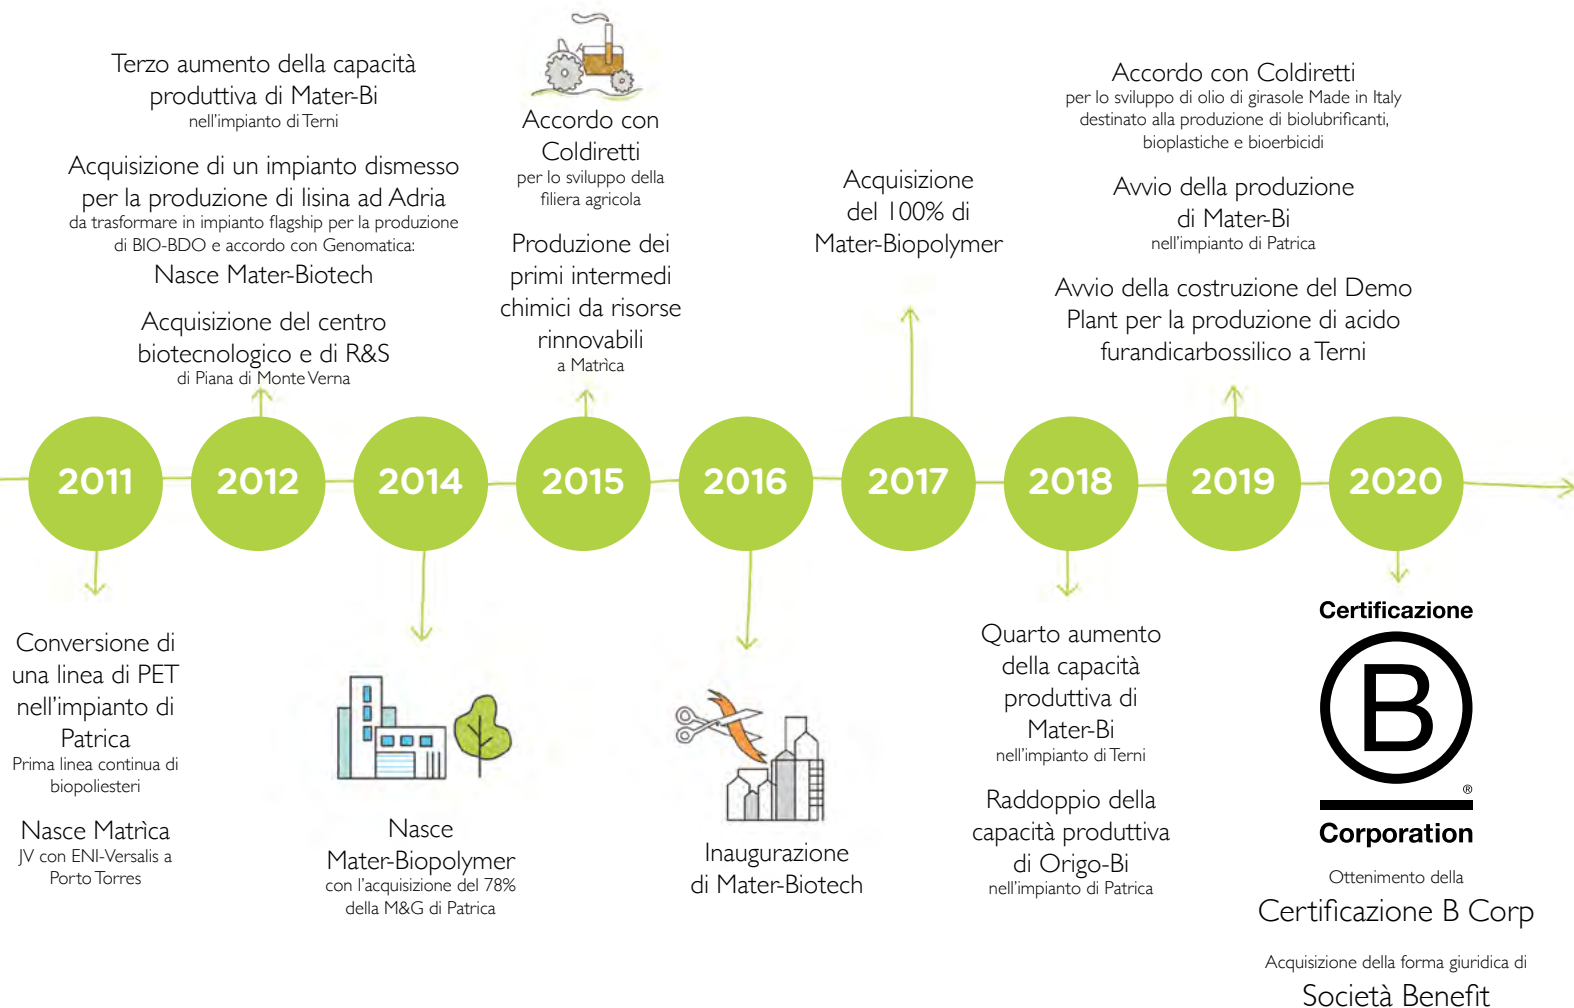 Terzo aumento della capacità
produttiva di Mater-Bi
nell'impianto di Terni
Acquisizione di un impianto dismesso
per la produzione di lisina ad Adria
da trasformare in impianto flagship per la produzione
di BIO-BDO e accordo con Genomatica:
Nasce Mater-Biotech
Acquisizione del centro
biotecnologico e di R&S
di Piana di Monte Verna
Accordo con
Coldiretti
per lo sviluppo della
filiera agricola
Produzione dei
primi intermedi
chimici da risorse
rinnovabili
a Matrìca
Acquisizione
del 100% di
Mater-Biopolymer
Accordo con Coldiretti
per lo sviluppo di olio di girasole Made in Italy
destinato alla produzione di biolubrificanti,
bioplastiche e bioerbicidi
Avvio della produzione
di Mater-Bi
nell'impianto di Patrica
Avvio della costruzione del Demo
Plant per la produzione di acido
furandicarbossilico a Terni
2011
2012
2014
2015
2016
2017
2018
2019
2020
Conversione di
una linea di PET
nell'impianto di
Patrica
Prima linea continua di
biopoliesteri
Nasce Matrìca
JV con ENI-Versalis a
Porto Torres
Nasce
Mater-Biopolymer
con l'acquisizione del 78%
della M&G di Patrica
Inaugurazione
di Mater-Biotech
Quarto aumento
della capacità
produttiva di
Mater-Bi
nell'impianto di Terni
Raddoppio della
capacità produttiva
di Origo-Bi
nell'impianto di Patrica
Certificazione
B
®
Corporation
Ottenimento della
Certificazione B Corp
Acquisizione della forma giuridica di
Società Benefit